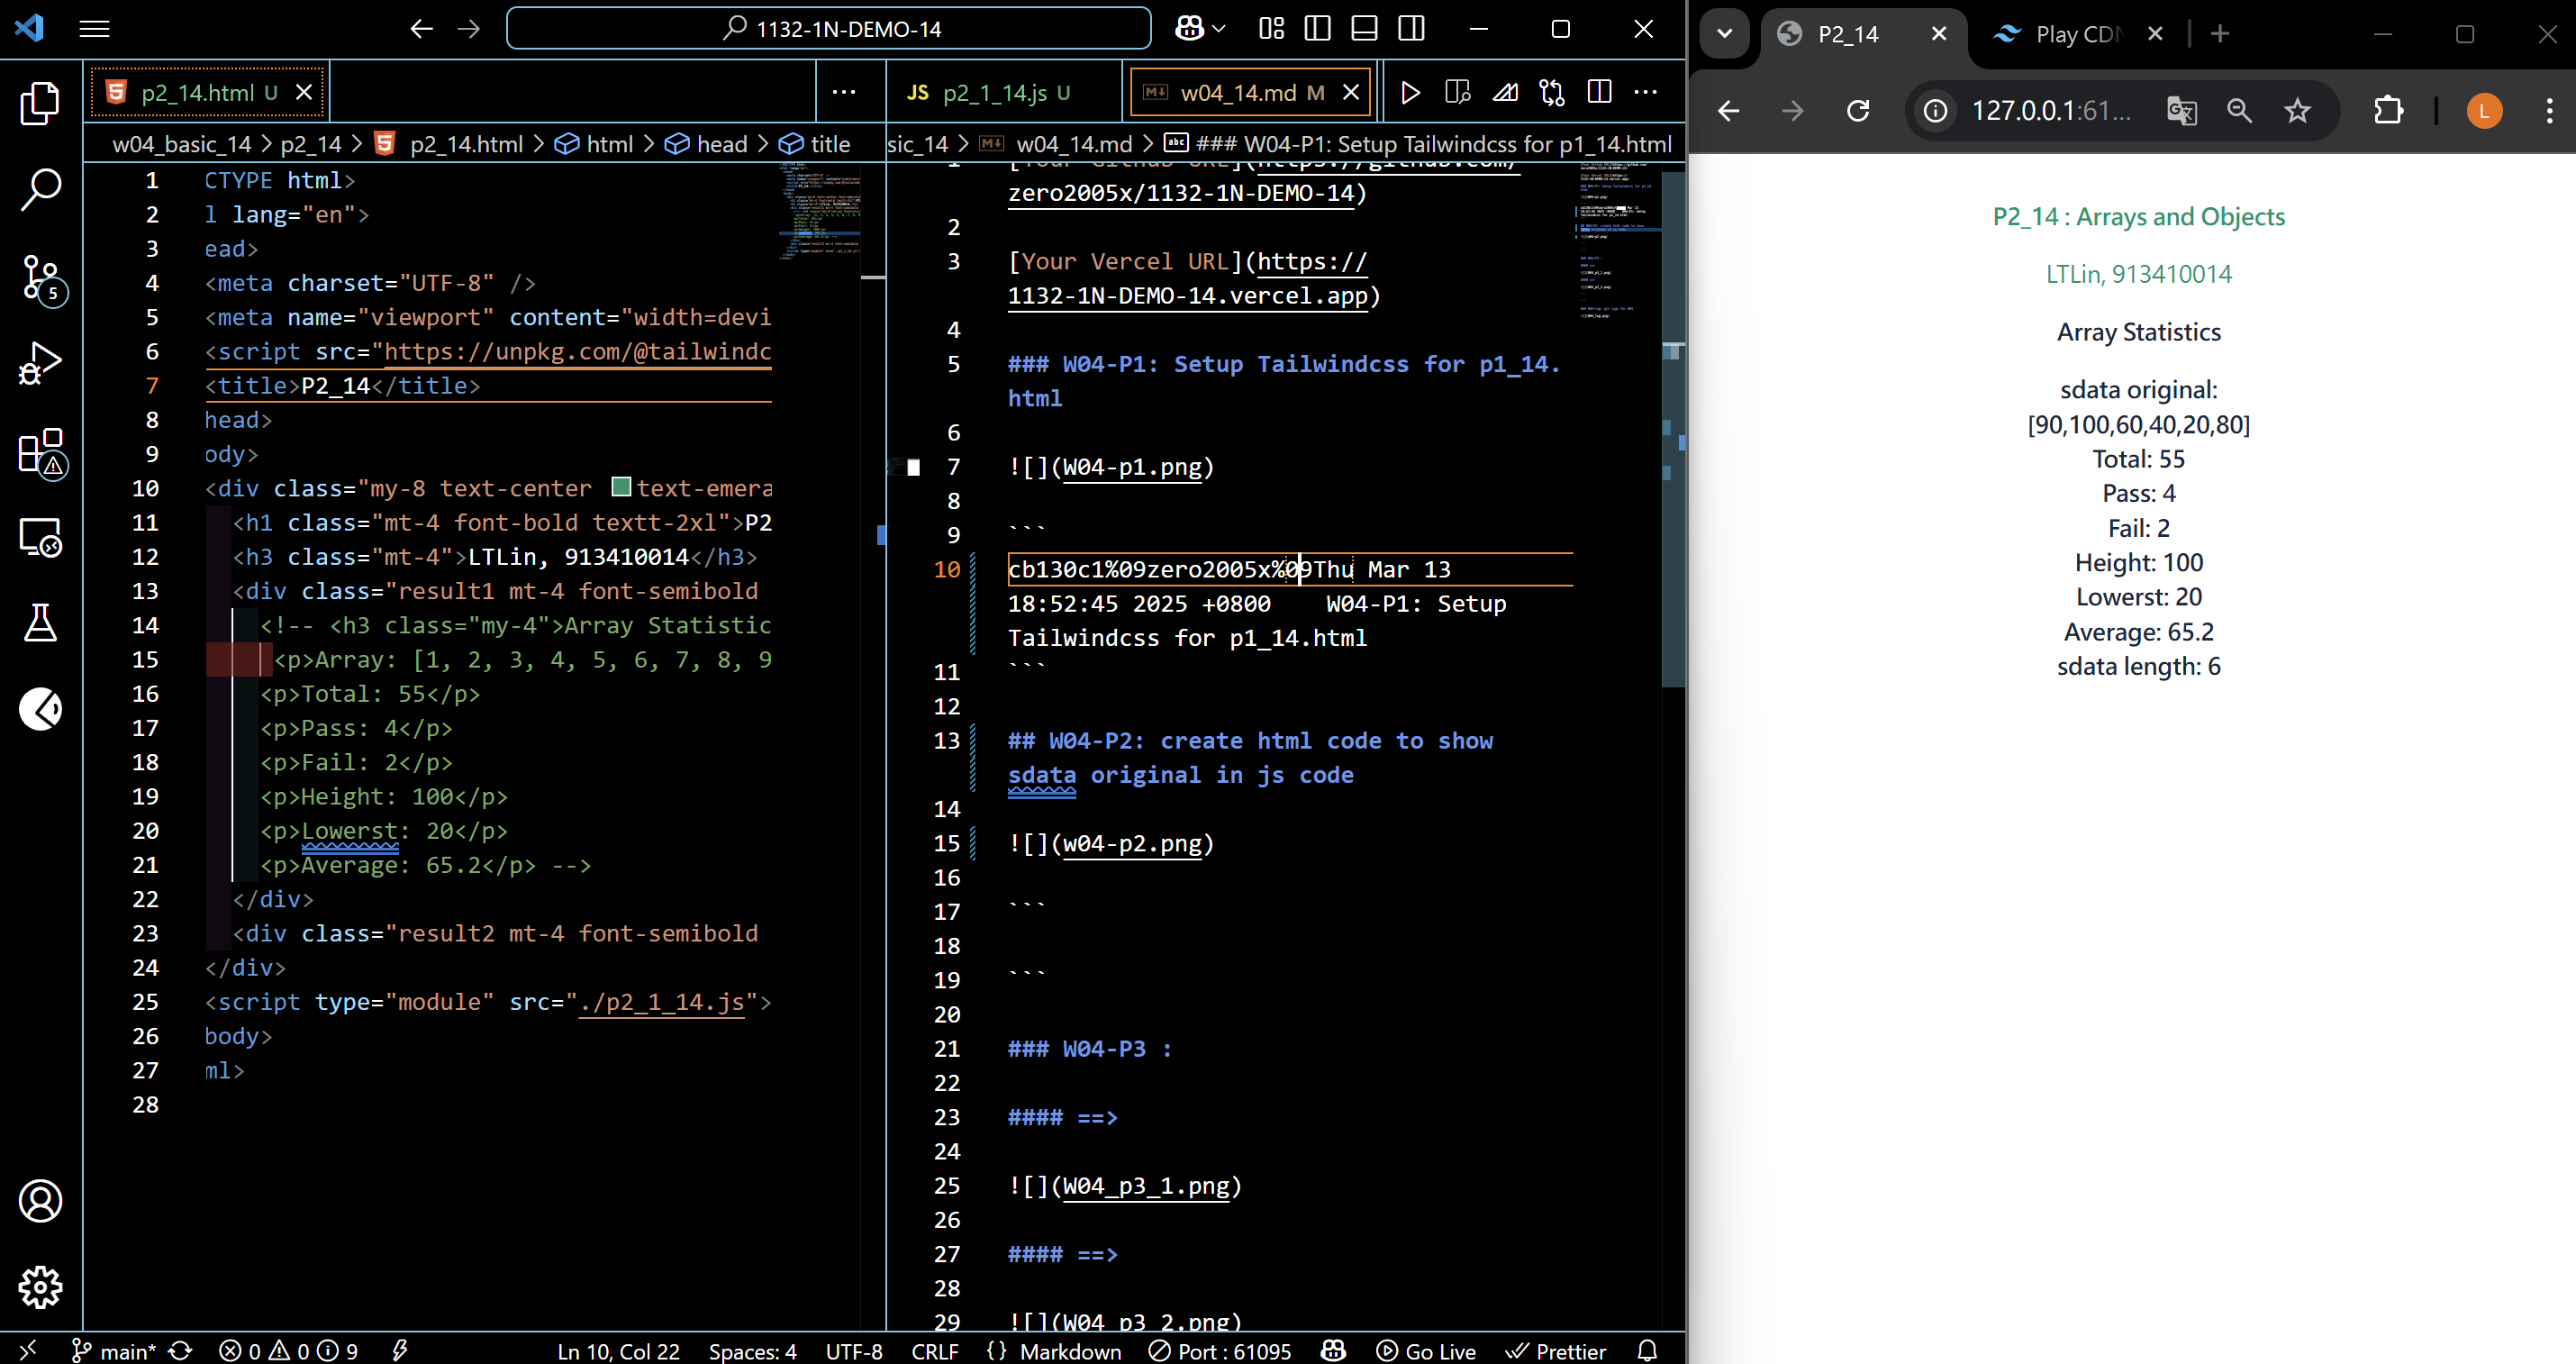 1132-1N-DEMO-14
p2_14.html U
w04_basic_14 > p2_14 > p2_14.html > html > head > title
1 CTYPE html>
2 l lang="en">
3 ead>
4 <meta charset="UTF-8" />
5 <meta name="viewport" content="width=devi
6 <script src="https://unpkg.com/@tailwindc
7 <title>P2_14</title>
8 head>
9 ody>
10 <div class="my-8 text-center text-emera
11 <h1 class="mt-4 font-bold textt-2xl">P2
12 <h3 class="mt-4">LTLin, 913410014</h3>
13 <div class="result1 mt-4 font-semibold
14 <!-- <h3 class="my-4">Array Statistic
15 <p>Array: [1, 2, 3, 4, 5, 6, 7, 8, 9
16 <p>Total: 55</p>
17 <p>Pass: 4</p>
18 <p>Fail: 2</p>
19 <p>Height: 100</p>
20 <p>Lowerst: 20</p>
21 <p>Average: 65.2</p> -->
22 </div>
23 <div class="result2 mt-4 font-semibold
24 </div>
25 <script type="module" src="./p2_1_14.js">
26 body>
27 ml>
28
JS p2_1_14.js U
w04_14.md M
sic_14 > w04_14.md > ### W04-P1: Setup Tailwindcss for p1_14.html
1 [Your Github URL](https://github.com/
zero2005x/1132-1N-DEMO-14)
2
3 [Your Vercel URL](https://
1132-1N-DEMO-14.vercel.app)
4
5 ### W04-P1: Setup Tailwindcss for p1_14.
html
6
7 ![](W04-p1.png)
8
9 ```
10 cb130c1%09zero2005x%09Thu Mar 13
18:52:45 2025 +0800 W04-P1: Setup
Tailwindcss for p1_14.html
11 ```
12
13 ## W04-P2: create html code to show
sdata original in js code
14
15 ![](w04-p2.png)
16
17 ```
18
19 ```
20
21 ### W04-P3 :
22
23 #### ==>
24
25 ![](W04_p3_1.png)
26
27 #### ==>
28
29 ![](W04_p3_2.png)
5
main* 0 0 9
Ln 10, Col 22 Spaces: 4 UTF-8 CRLF {} Markdown Port : 61095 Go Live Prettier
P2_14
Play CDN
127.0.0.1:61...
L
P2_14 : Arrays and Objects
LTLin, 913410014
Array Statistics
sdata original:
[90,100,60,40,20,80]
Total: 55
Pass: 4
Fail: 2
Height: 100
Lowerst: 20
Average: 65.2
sdata length: 6